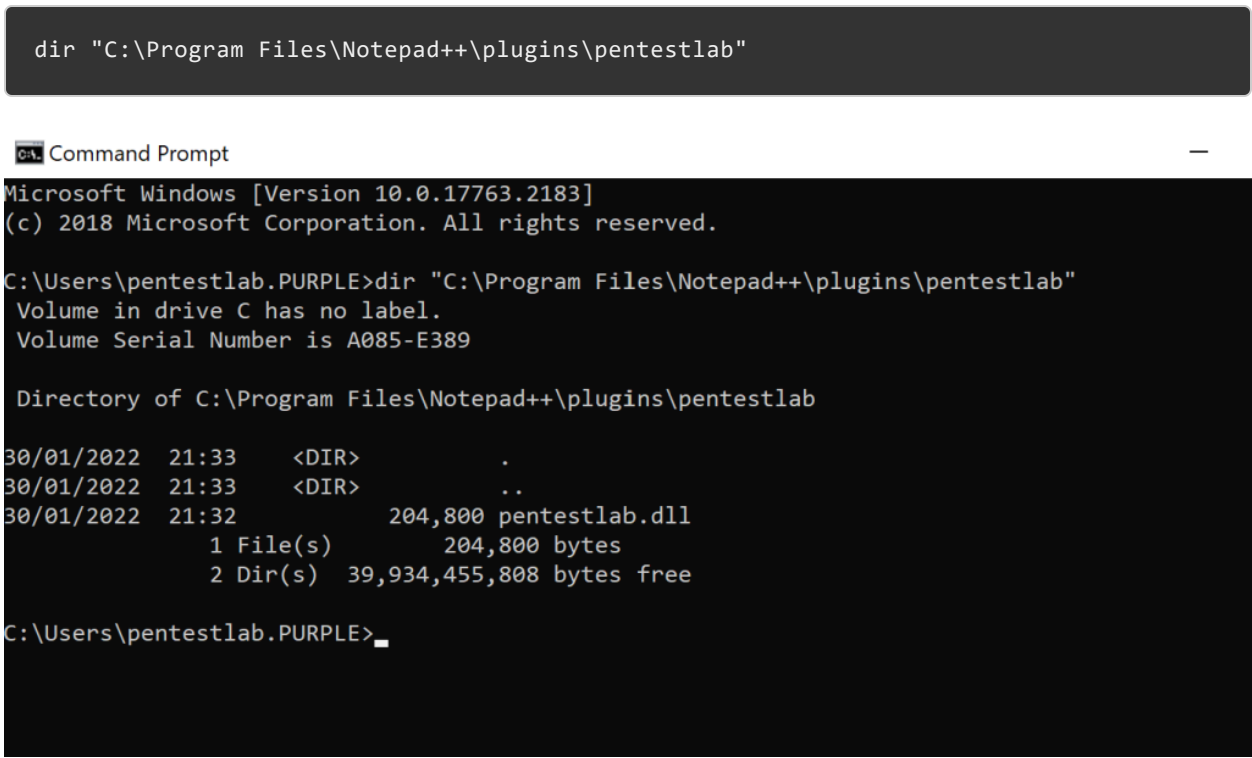 dir "C:\Program Files\Notepad++\plugins\pentestlab"
Command Prompt
Microsoft Windows [Version 10.0.17763.2183]
(c) 2018 Microsoft Corporation. All rights reserved.
C:\Users\pentestlab.PURPLE>dir "C:\Program Files\Notepad++\plugins\pentestlab"
Volume in drive C has no label.
Volume Serial Number is A085-E389
Directory of C:\Program Files\Notepad++\plugins\pentestlab
30/01/2022  21:33    <DIR>          .
30/01/2022  21:33    <DIR>          ..
30/01/2022  21:32           204,800 pentestlab.dll
1 File(s)        204,800 bytes
2 Dir(s)  39,934,455,808 bytes free
C:\Users\pentestlab.PURPLE>